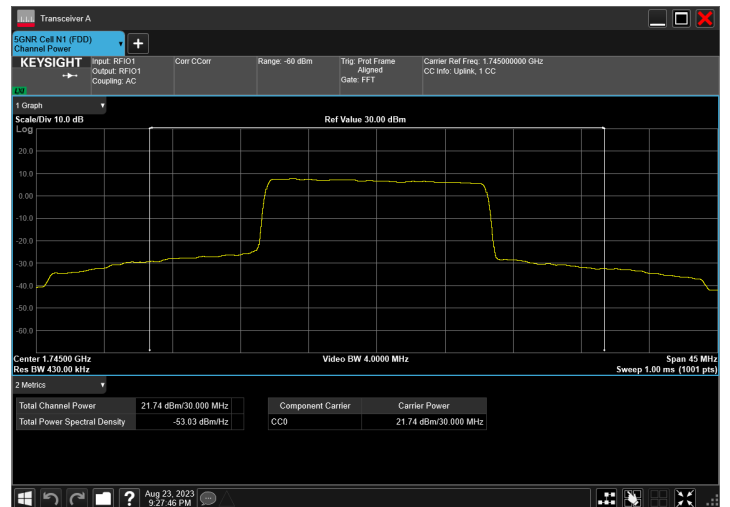 Transceiver A
5GNR Cell N1 (FDD)
Channel Power
KEYSIGHT
Input: RFIO1
Output: RFIO1
Coupling: AC
Corr CCorr
Range: -60 dBm
Trig: Prot Frame
Aligned
Gate: FFT
Carrier Ref Freq: 1.745000000 GHz
CC Info: Uplink, 1 CC
LXI
1 Graph
Scale/Div 10.0 dB
Ref Value 30.00 dBm
Log
20.0
10.0
0.00
-10.0
-20.0
-30.0
-40.0
-50.0
-60.0
Center 1.74500 GHz
Video BW 4.0000 MHz
Span 45 MHz
Res BW 430.00 kHz
Sweep 1.00 ms (1001 pts)
2 Metrics
Total Channel Power 21.74 dBm/30.000 MHz
Total Power Spectral Density -53.03 dBm/Hz
Component Carrier Carrier Power
CC0 21.74 dBm/30.000 MHz
Aug 23, 2023
9:27:46 PM